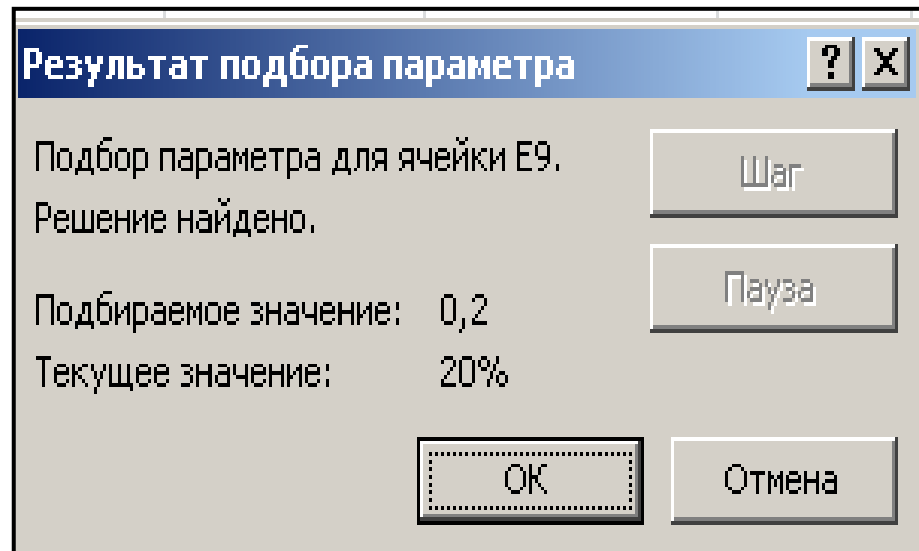 Результат подбора параметра
? X
Подбор параметра для ячейки E9.
Решение найдено.
Шаг
Пауза
Подбираемое значение: 0,2
Текущее значение: 20%
ОК
Отмена